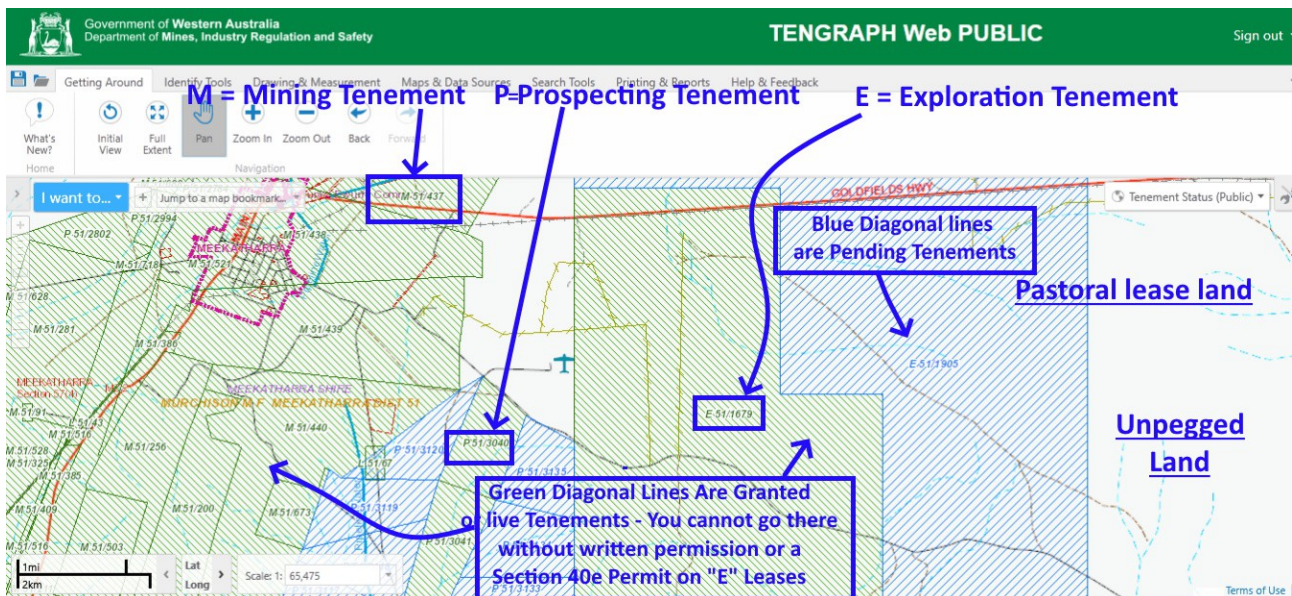 Government of Western Australia
Department of Mines, Industry Regulation and Safety
TENGRAPH Web PUBLIC
Sign out
Getting Around
Identify Tools
Drawing & Measurement
Maps & Data Sources
Search Tools
Printing & Reports
Help & Feedback
M = Mining Tenement
P=Prospecting Tenement
E = Exploration Tenement
What's
New?
Initial
View
Full
Extent
Pan
Zoom In
Zoom Out
Back
Forward
Home
Navigation
I want to...
Jump to a map bookmark...
M 51/437
GOLDFIELDS HWY
Tenement Status (Public)
P 51/2994
P 51/2802
M 51/438
MEEKATHARRA
M 51/521
Blue Diagonal lines
are Pending Tenements
Pastoral lease land
M 51/628
M 51/281
M 51/386
M 51/439
E 51/1905
MEEKATHARRA
MEEKATHARRA SHIRE
MURCHISON M.F. MEEKATHARRA DIST 51
E 51/1679
M 51/91
M 51/516
M 51/440
M 51/256
P 51/3120
P 51/3040
Unpegged
Land
M 51/528
M 51/325
M 51/385
L 51/67
P 51/3135
M 51/409
M 51/200
M 51/673
P 51/3119
Green Diagonal Lines Are Granted
or live Tenements - You cannot go there
without written permission or a
Section 40e Permit on "E" Leases
M 51/516
M 51/503
P 51/3041
P 51/3133
1mi
2km
Lat
Long
Scale: 1: 65,475
Terms of Use